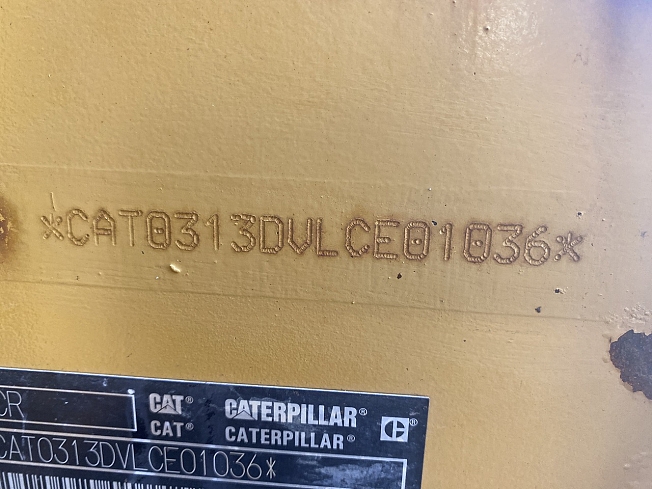 *CAT0313DVLCE01036*
CR CAT® CATERPILLAR®
CAT® CATERPILLAR® C
CAT0313DVLCE01036*